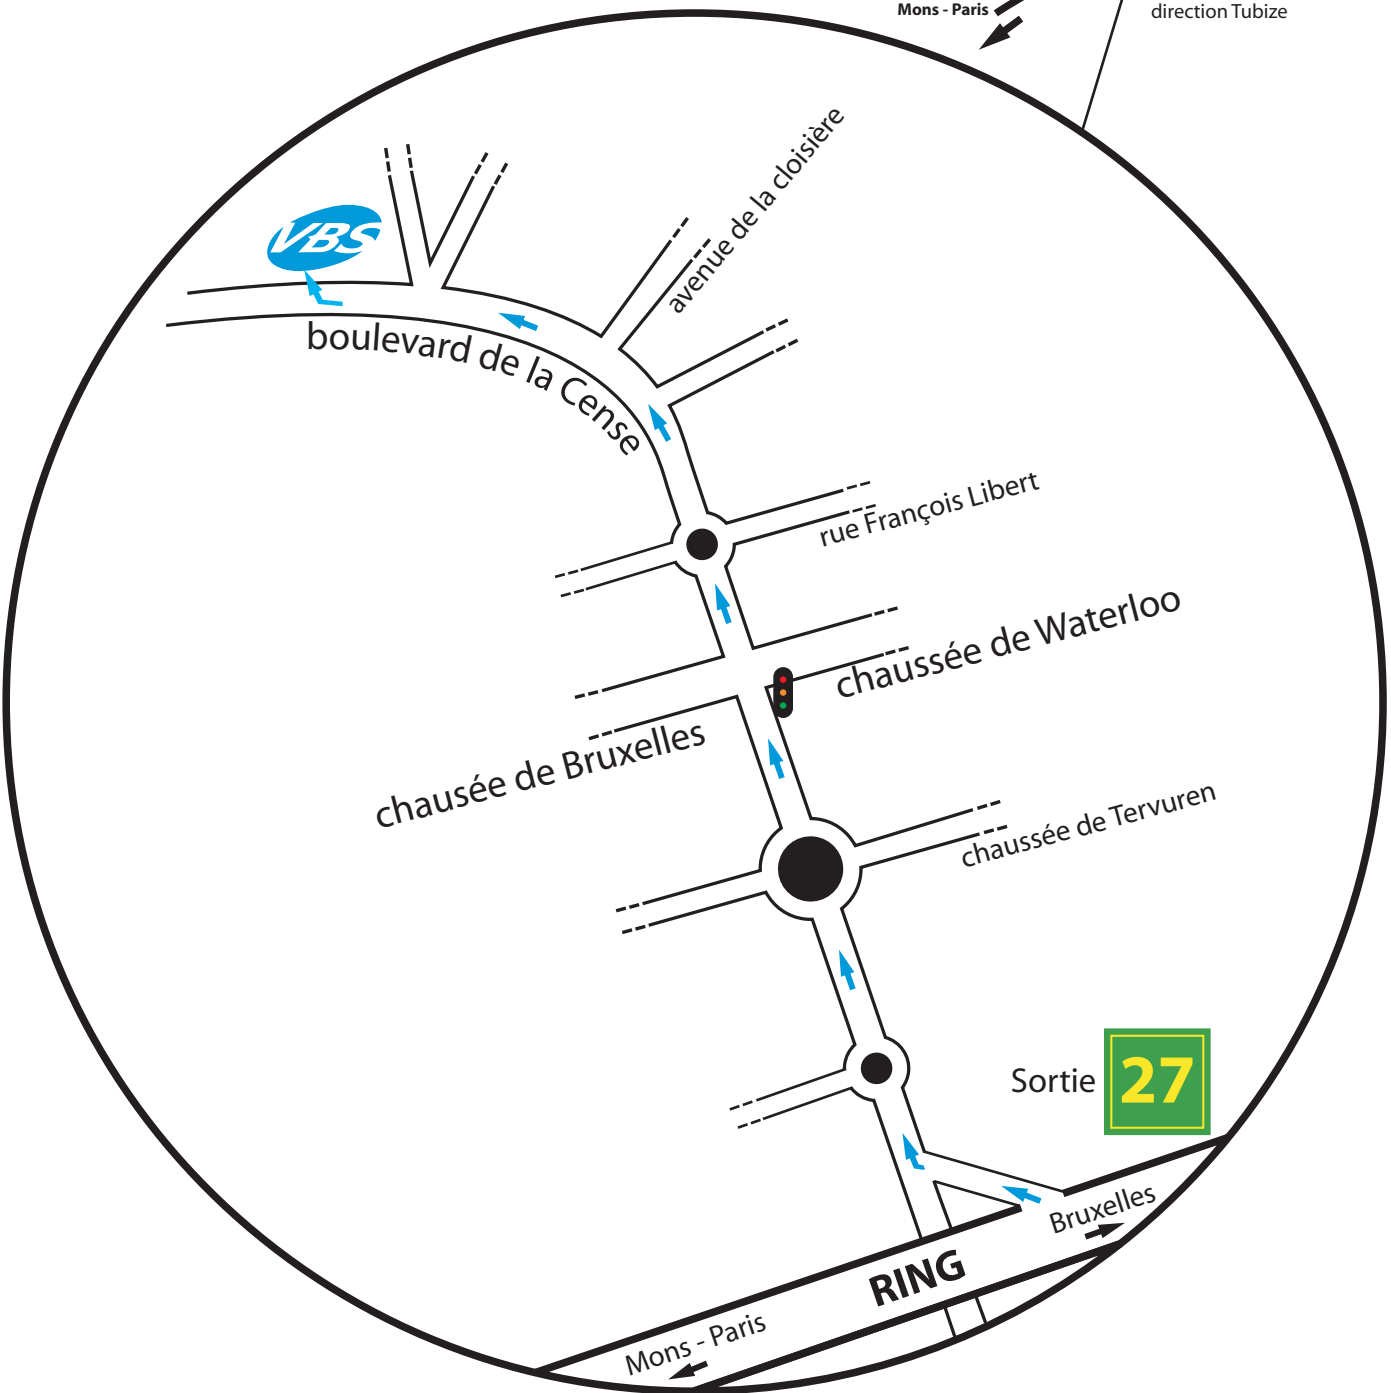 Mons - Paris
direction Tubize
avenue de la cloisière
VBS
boulevard de la Cense
rue François Libert
chaussée de Waterloo
chausée de Bruxelles
chaussée de Tervuren
Sortie 27
Bruxelles
RING
Mons - Paris